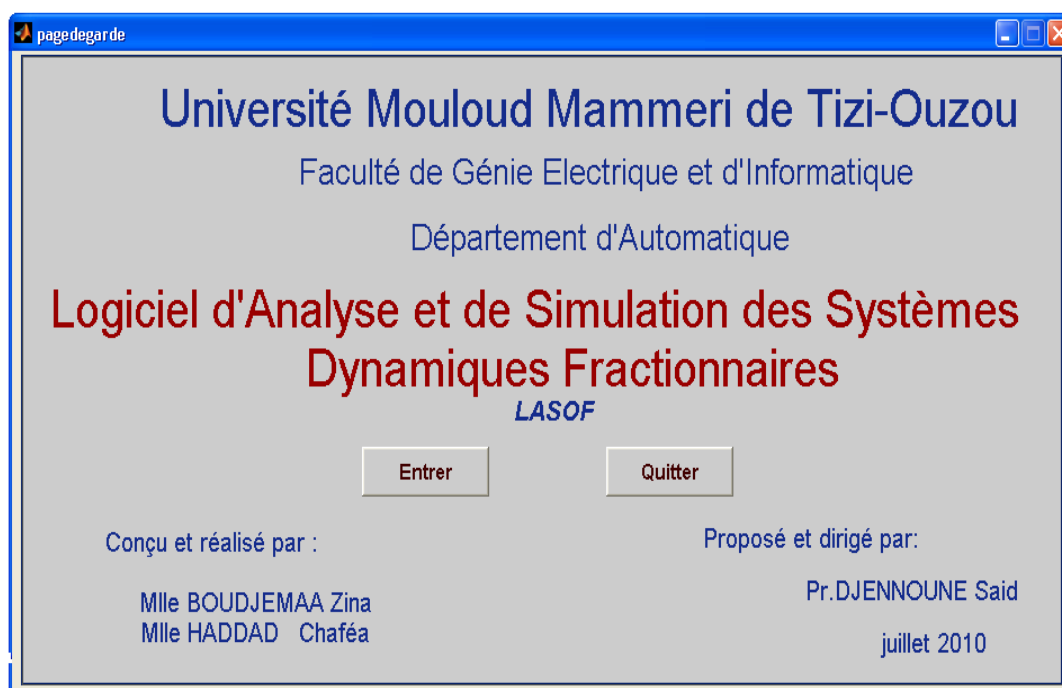 pagedegarde
Université Mouloud Mammeri de Tizi-Ouzou
Faculté de Génie Electrique et d'Informatique
Département d'Automatique
Logiciel d'Analyse et de Simulation des Systèmes
Dynamiques Fractionnaires
LASOF
Entrer
Quitter
Conçu et réalisé par :
Mlle BOUDJEMAA Zina
Mlle HADDAD Chaféa
Proposé et dirigé par:
Pr.DJENNOUNE Said
juillet 2010